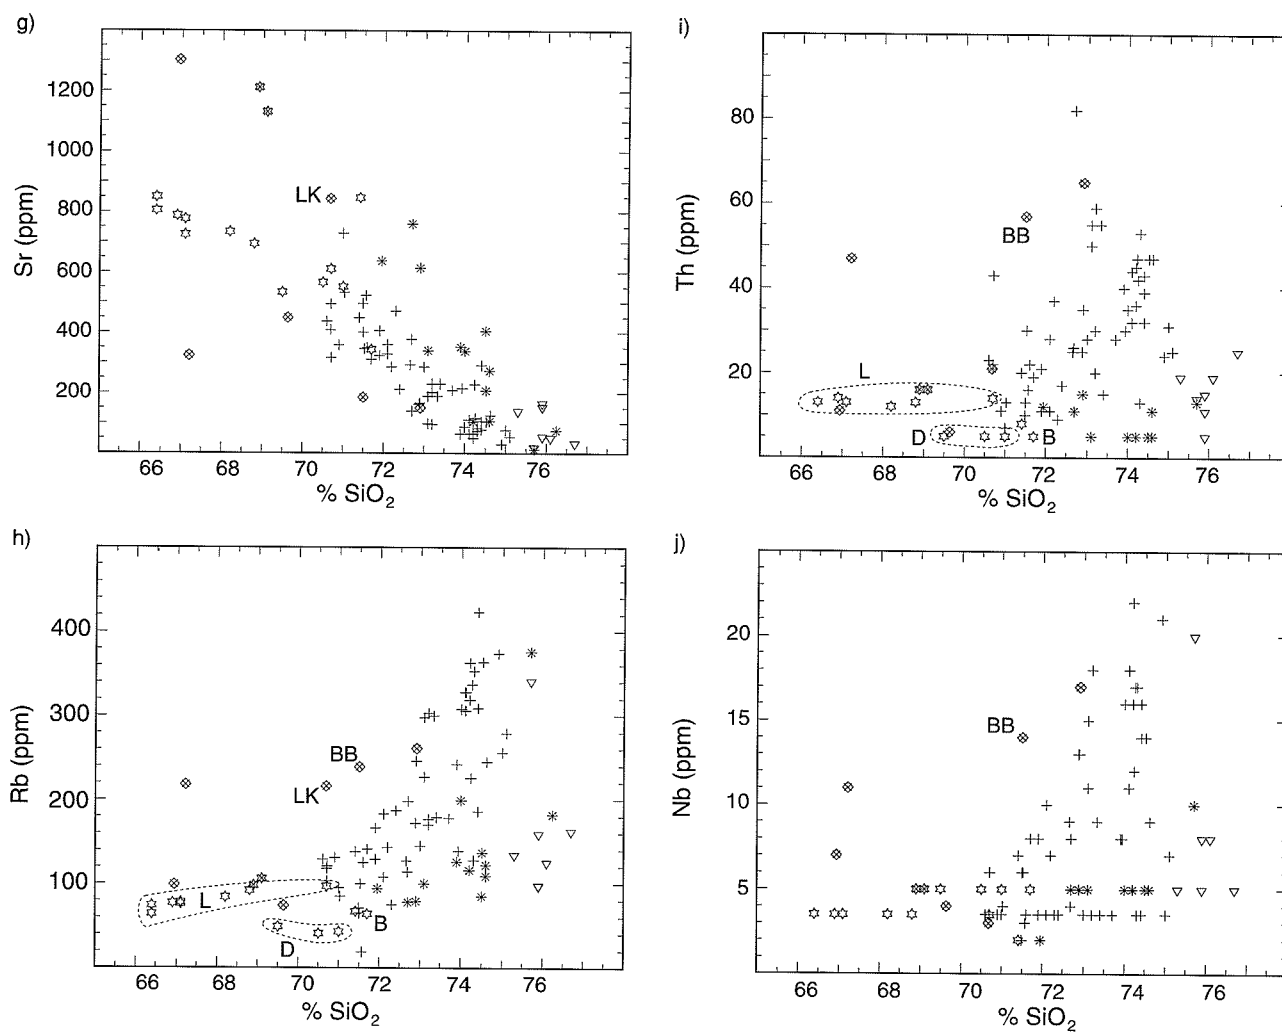 g)
Sr (ppm)
1200
1000
800
600
400
200
LK
66 68 70 72 74 76
% SiO2
i)
Th (ppm)
80
60
40
20
BB
L
D
B
66 68 70 72 74 76
% SiO2
h)
Rb (ppm)
400
300
200
100
BB
LK
L
D
B
66 68 70 72 74 76
% SiO2
j)
Nb (ppm)
20
15
10
5
BB
66 68 70 72 74 76
% SiO2